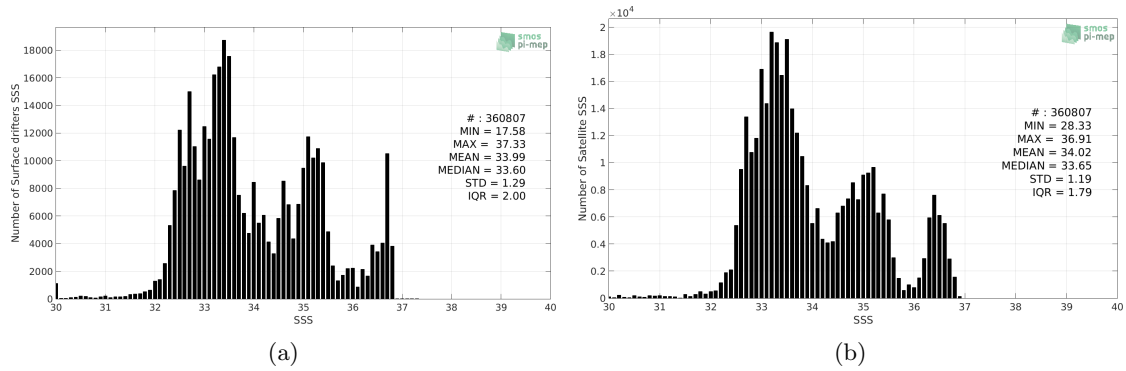 smos
pi-mep
Number of Surface drifters SSS
18000
16000
14000
12000
10000
8000
6000
4000
2000
0
# : 360807
MIN = 17.58
MAX = 37.33
MEAN = 33.99
MEDIAN = 33.60
STD = 1.29
IQR = 2.00
30 31 32 33 34 35 36 37 38 39 40
SSS
(a)
×10⁴
smos
pi-mep
Number of Satellite SSS
2
1.8
1.6
1.4
1.2
1
0.8
0.6
0.4
0.2
0
# : 360807
MIN = 28.33
MAX = 36.91
MEAN = 34.02
MEDIAN = 33.65
STD = 1.19
IQR = 1.79
30 31 32 33 34 35 36 37 38 39 40
SSS
(b)